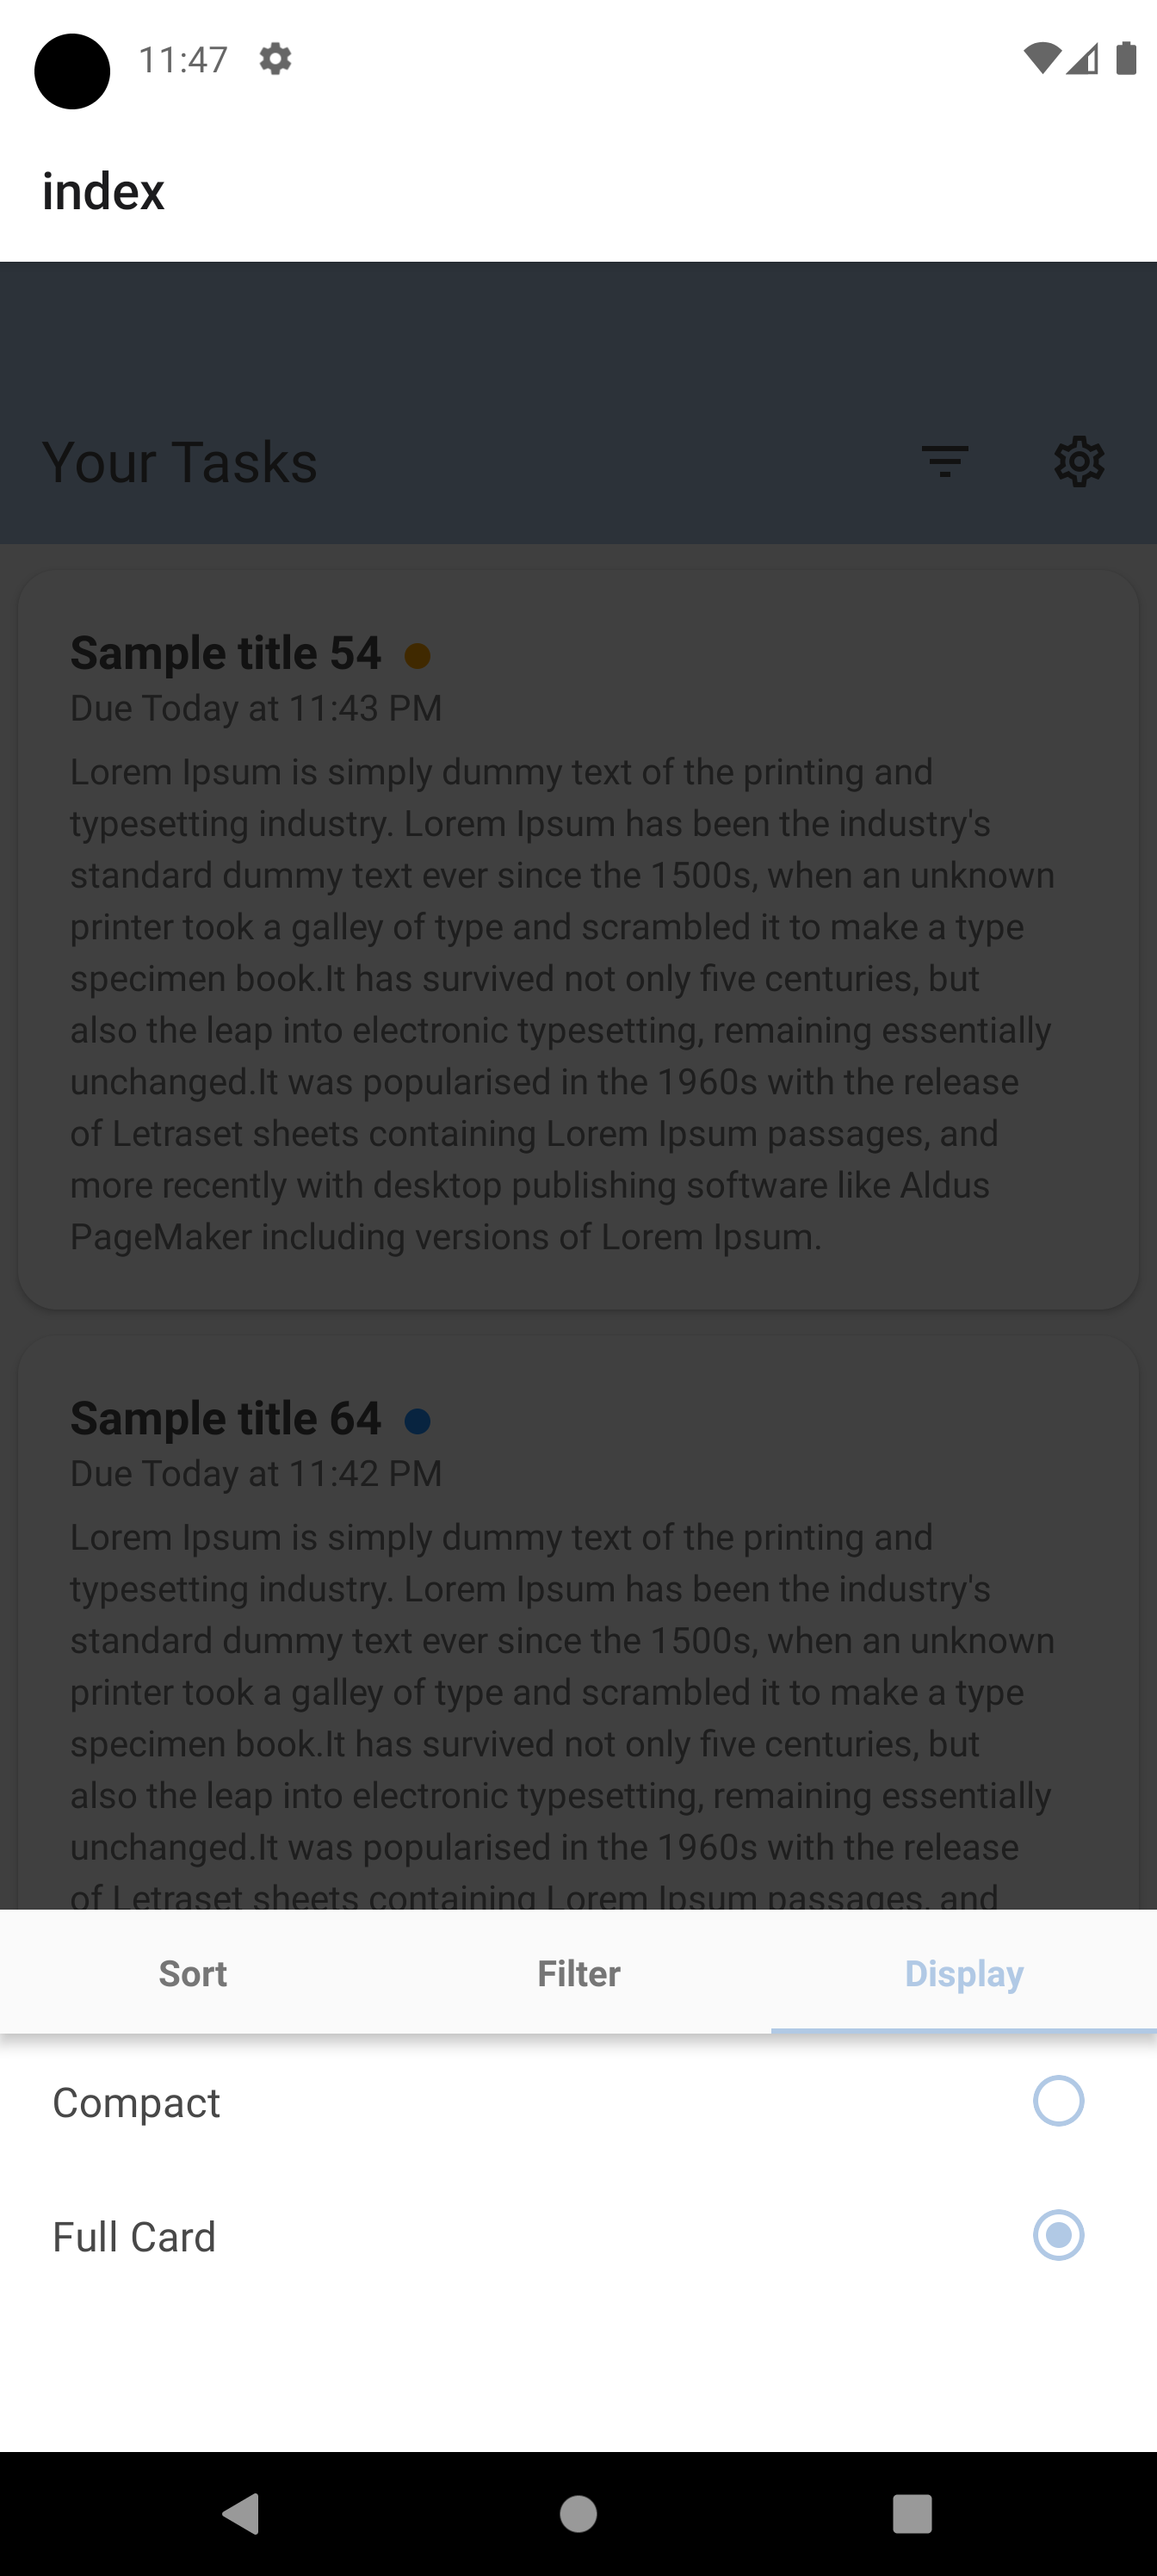 11:47
index
Your Tasks
Sample title 54
Due Today at 11:43 PM
Lorem Ipsum is simply dummy text of the printing and
typesetting industry. Lorem Ipsum has been the industry's
standard dummy text ever since the 1500s, when an unknown
printer took a galley of type and scrambled it to make a type
specimen book.It has survived not only five centuries, but
also the leap into electronic typesetting, remaining essentially
unchanged.It was popularised in the 1960s with the release
of Letraset sheets containing Lorem Ipsum passages, and
more recently with desktop publishing software like Aldus
PageMaker including versions of Lorem Ipsum.
Sample title 64
Due Today at 11:42 PM
Lorem Ipsum is simply dummy text of the printing and
typesetting industry. Lorem Ipsum has been the industry's
standard dummy text ever since the 1500s, when an unknown
printer took a galley of type and scrambled it to make a type
specimen book.It has survived not only five centuries, but
also the leap into electronic typesetting, remaining essentially
unchanged.It was popularised in the 1960s with the release
of Letraset sheets containing Lorem Ipsum passages, and
Sort Filter Display
Compact
Full Card